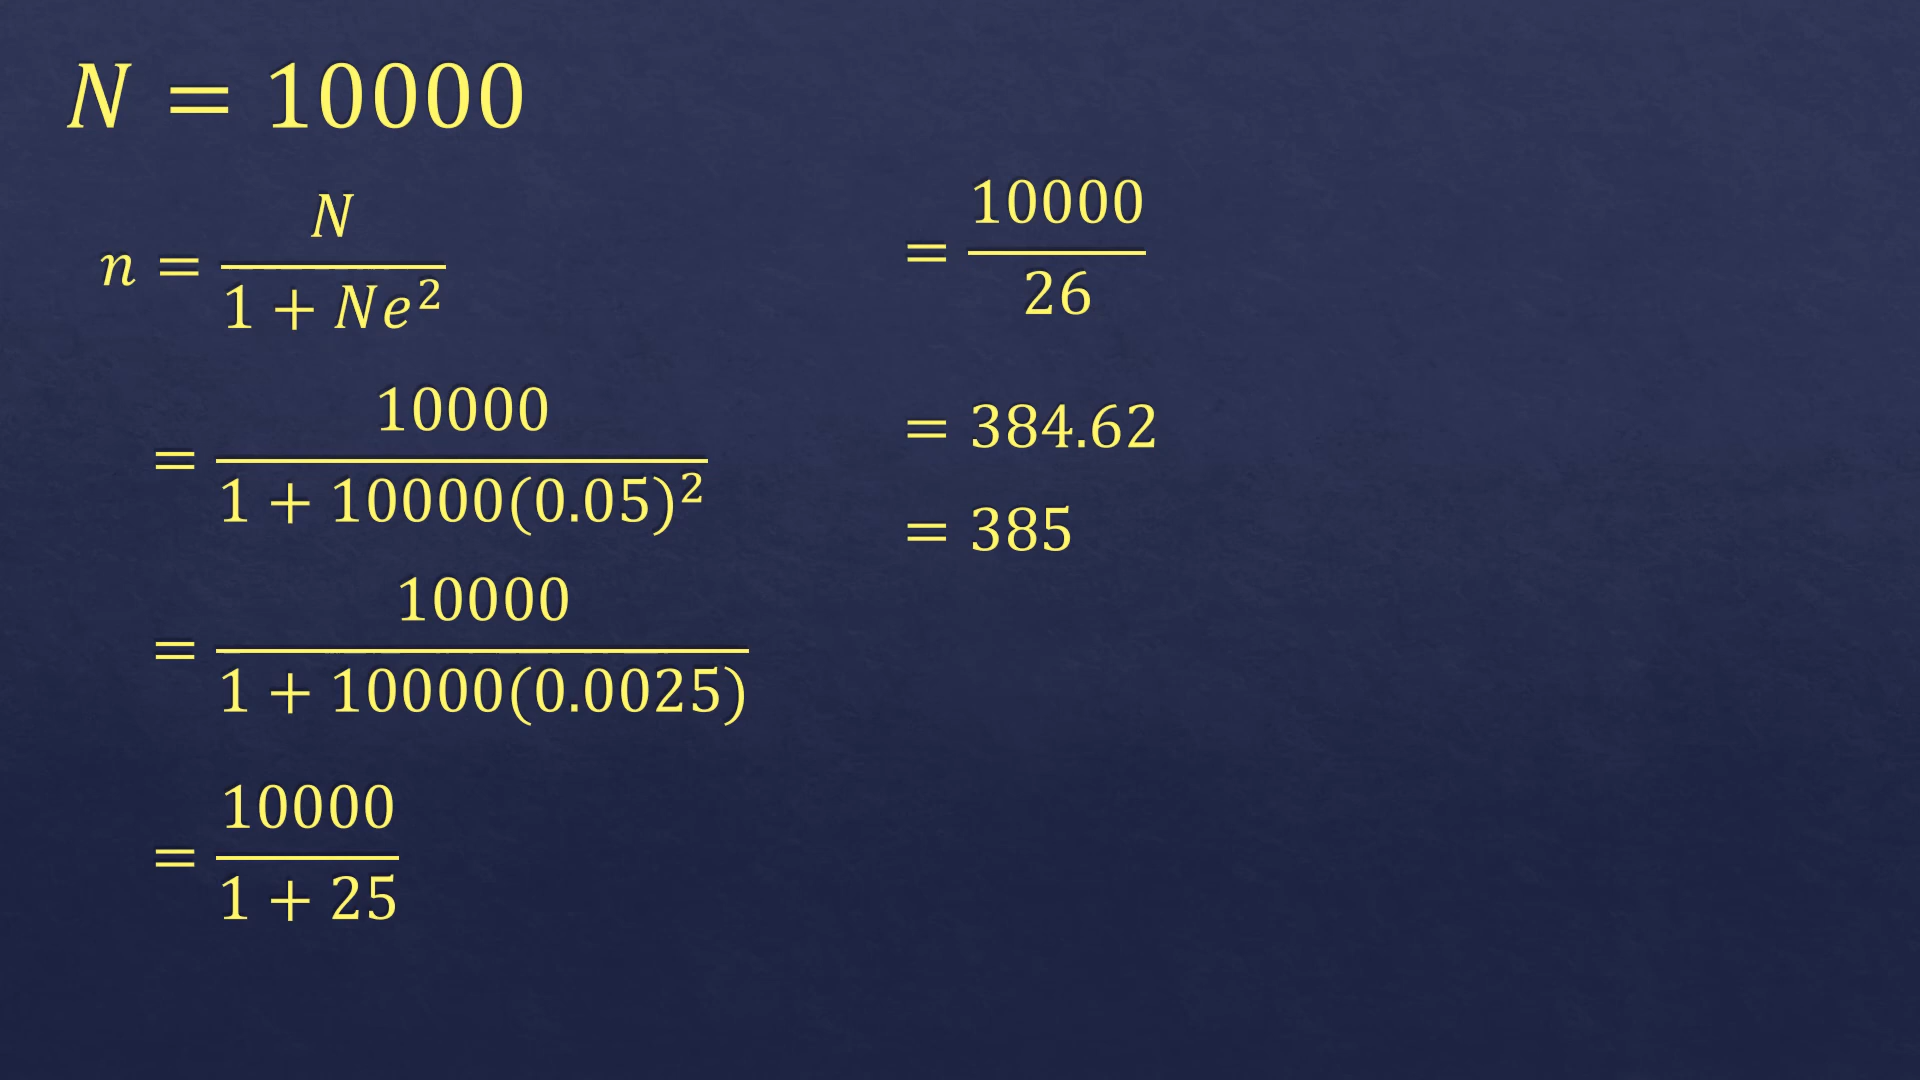 N = 10000
n = N / (1 + Ne²)
= 10000 / (1 + 10000(0.05)²)
= 10000 / (1 + 10000(0.0025))
= 10000 / (1 + 25)
= 10000 / 26
= 384.62
= 385